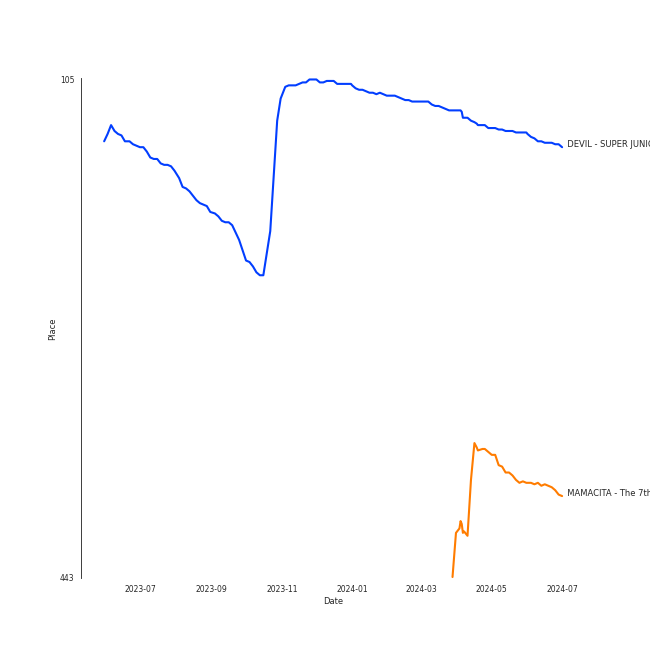 105
DEVIL - SUPER JUNIO
Place
MAMACITA - The 7th
443
2023-07 2023-09 2023-11 2024-01 2024-03 2024-05 2024-07
Date